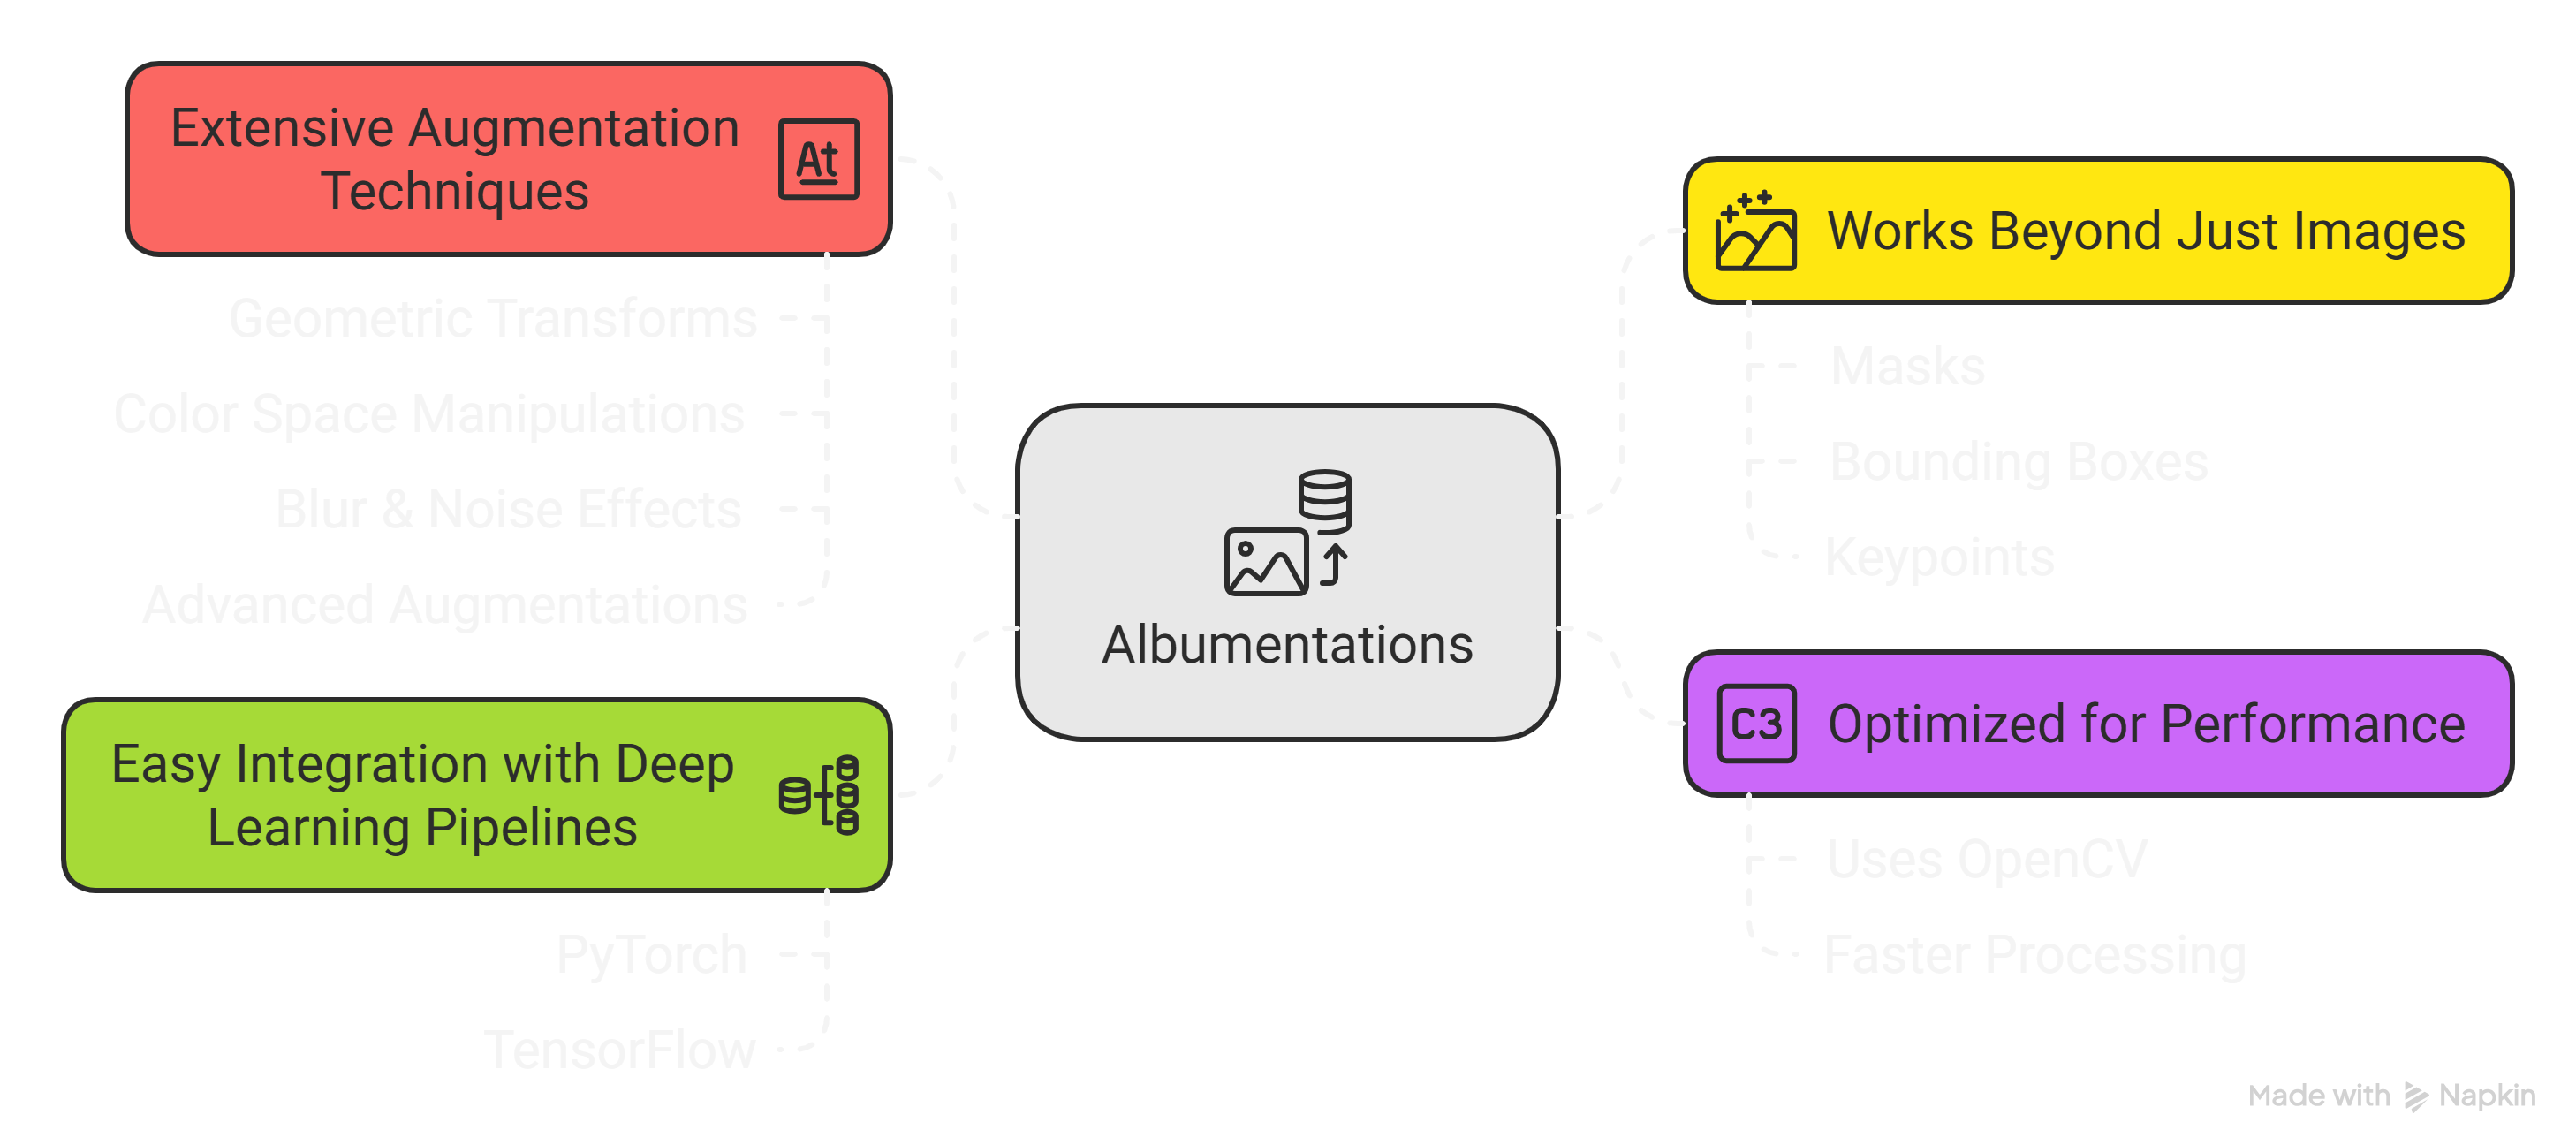 Extensive Augmentation
Techniques
At
Geometric Transforms
Color Space Manipulations
Blur & Noise Effects
Advanced Augmentations
Easy Integration with Deep
Learning Pipelines
PyTorch
TensorFlow
Albumentations
Works Beyond Just Images
Masks
Bounding Boxes
Keypoints
C3
Optimized for Performance
Uses OpenCV
Faster Processing
Made with Napkin